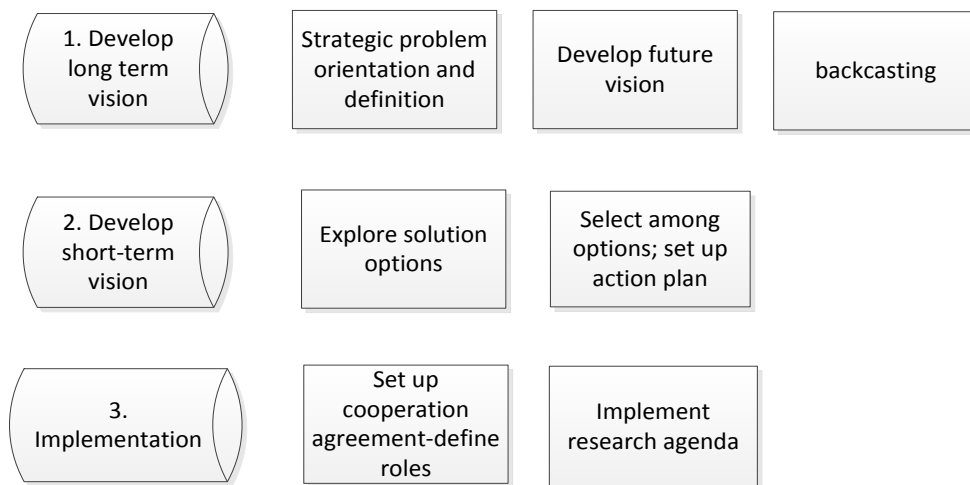 1. Develop
long term
vision
Strategic problem
orientation and
definition
Develop future
vision
backcasting
2. Develop
short-term
vision
Explore solution
options
Select among
options; set up
action plan
3.
Implementation
Set up
cooperation
agreement-define
roles
Implement
research agenda